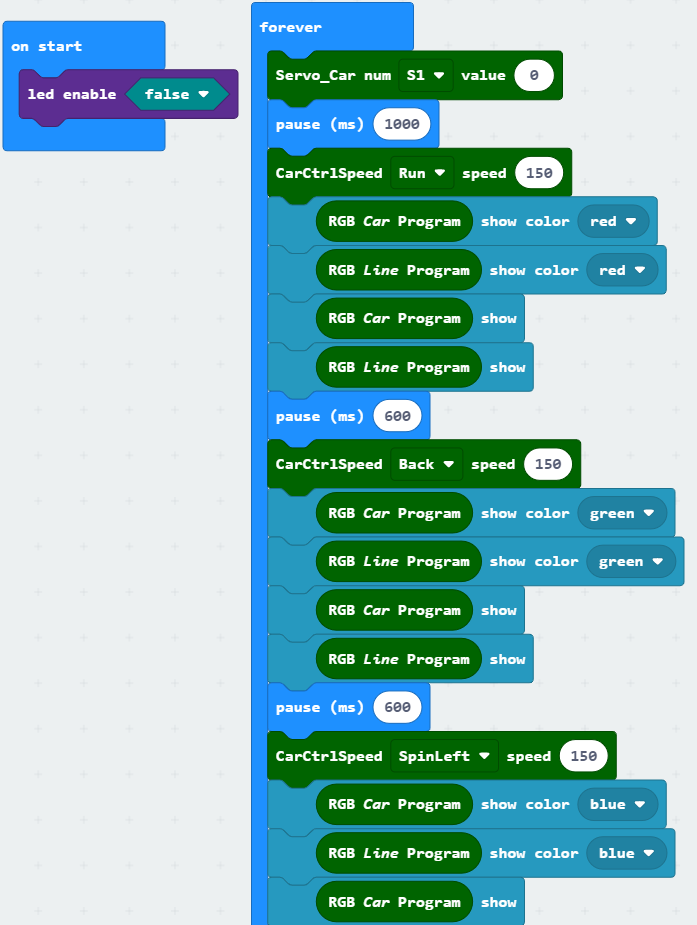 on start
led enable false
forever
Servo_Car num S1 value 0
pause (ms) 1000
CarCtrlSpeed Run speed 150
RGB Car Program show color red
RGB Line Program show color red
RGB Car Program show
RGB Line Program show
pause (ms) 600
CarCtrlSpeed Back speed 150
RGB Car Program show color green
RGB Line Program show color green
RGB Car Program show
RGB Line Program show
pause (ms) 600
CarCtrlSpeed SpinLeft speed 150
RGB Car Program show color blue
RGB Line Program show color blue
RGB Car Program show